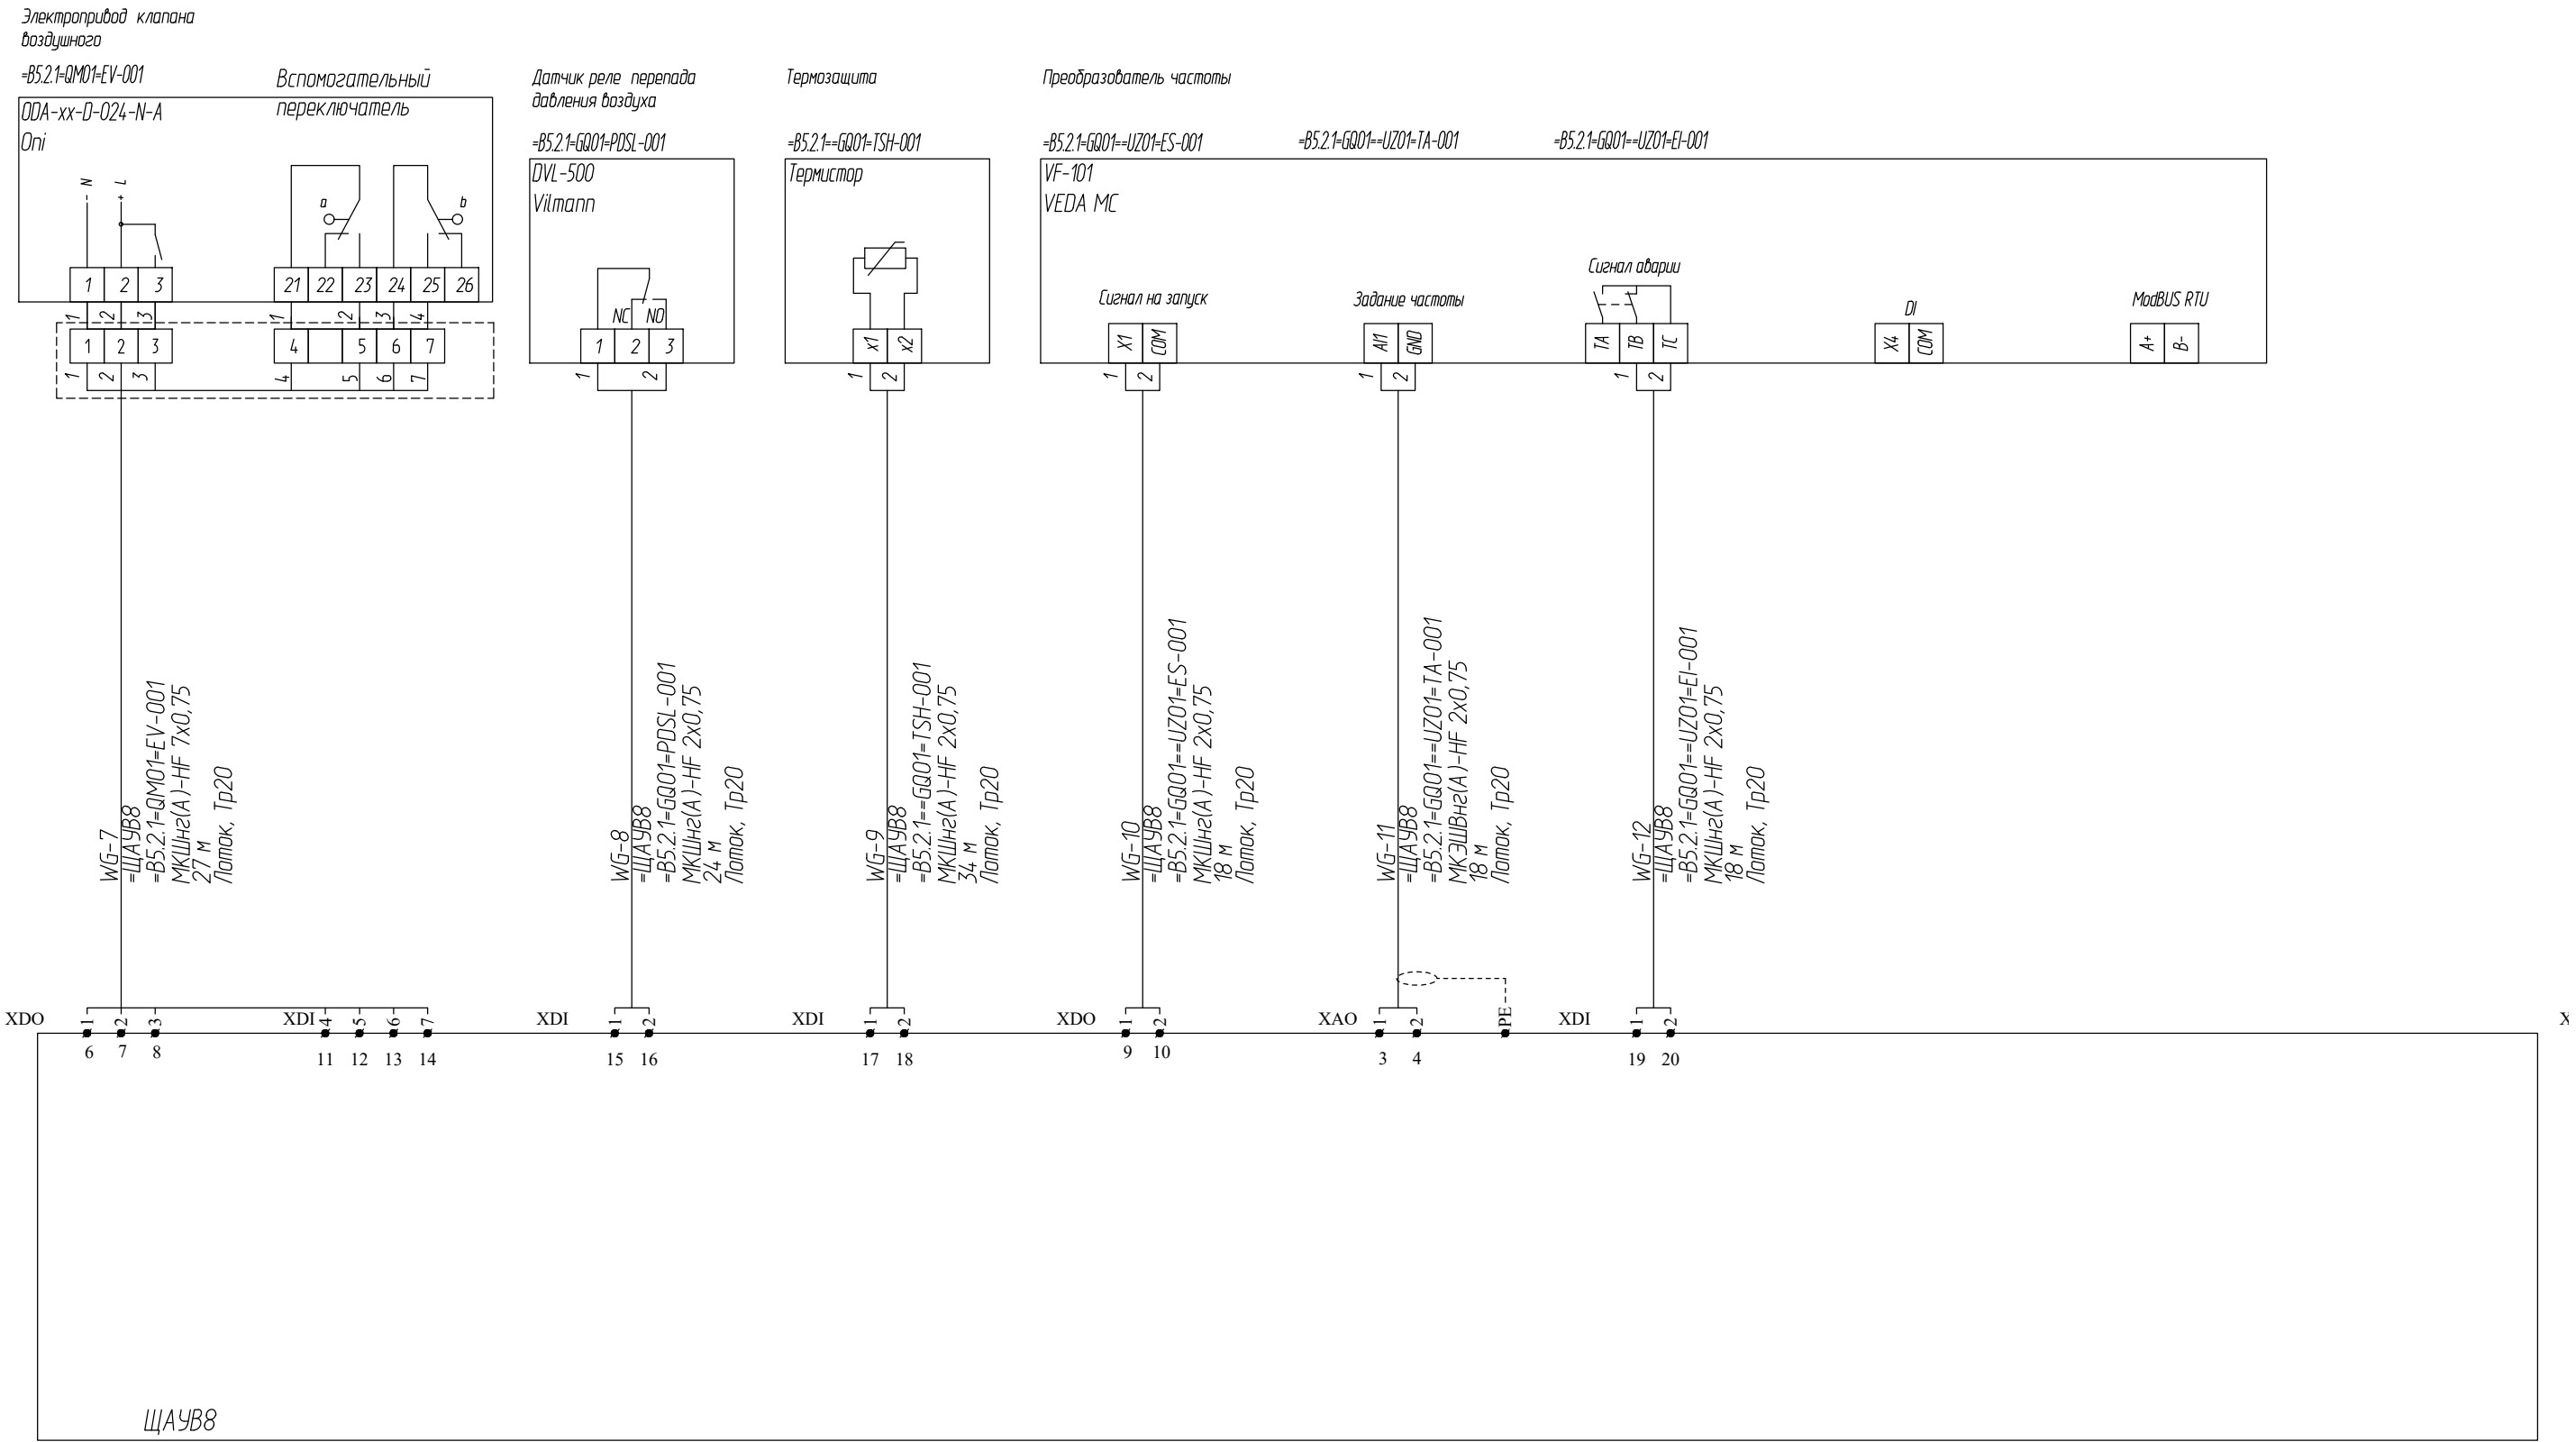 Электропривод клапана
воздушного
=В5.2.1=QM01=EV-001
ODA-xx-D-024-N-A
Oni
Вспомогательный
переключатель
- N
+ L
a
b
1 2 3
21 22 23 24 25 26
1 2 3
1 2 3 4
1 2 3
4 5 6 7
1 2 3
4 5 6 7
Датчик реле перепада
давления воздуха
=В5.2.1=GQ01=PDSL-001
DVL-500
Vilmann
NC NO
1 2 3
1 2
Термозащита
=В5.2.1==GQ01=TSH-001
Термистор
x1 x2
1 2
Преобразователь частоты
=В5.2.1=GQ01==UZ01=ES-001
=В5.2.1=GQ01==UZ01=TA-001
=В5.2.1=GQ01==UZ01=EI-001
VF-101
VEDA MC
Сигнал на запуск
X1 COM
1 2
Задание частоты
AI1 GND
1 2
Сигнал аварии
TA TB TC
1 2
DI
X4 COM
ModBUS RTU
A+ B-
WG-7
=ЩАУВ8
=В5.2.1=QM01=EV-001
МКШнг(А)-HF 7х0,75
27 м
Лоток, Тр20
WG-8
=ЩАУВ8
=В5.2.1=GQ01=PDSL-001
МКШнг(А)-HF 2х0,75
24 м
Лоток, Тр20
WG-9
=ЩАУВ8
=В5.2.1==GQ01=TSH-001
МКШнг(А)-HF 2х0,75
34 м
Лоток, Тр20
WG-10
=ЩАУВ8
=В5.2.1=GQ01==UZ01=ES-001
МКШнг(А)-HF 2х0,75
18 м
Лоток, Тр20
WG-11
=ЩАУВ8
=В5.2.1=GQ01==UZ01=TA-001
МКЭШВнг(А)-HF 2х0,75
18 м
Лоток, Тр20
WG-12
=ЩАУВ8
=В5.2.1=GQ01==UZ01=EI-001
МКШнг(А)-HF 2х0,75
18 м
Лоток, Тр20
XDO 1 2 3
XDI 4 5 6 7
XDI 1 2
XDI 1 2
XDO 1 2
XAO 1 2 PE
XDI 1 2
X
6 7 8
11 12 13 14
15 16
17 18
9 10
3 4
19 20
ЩАУВ8